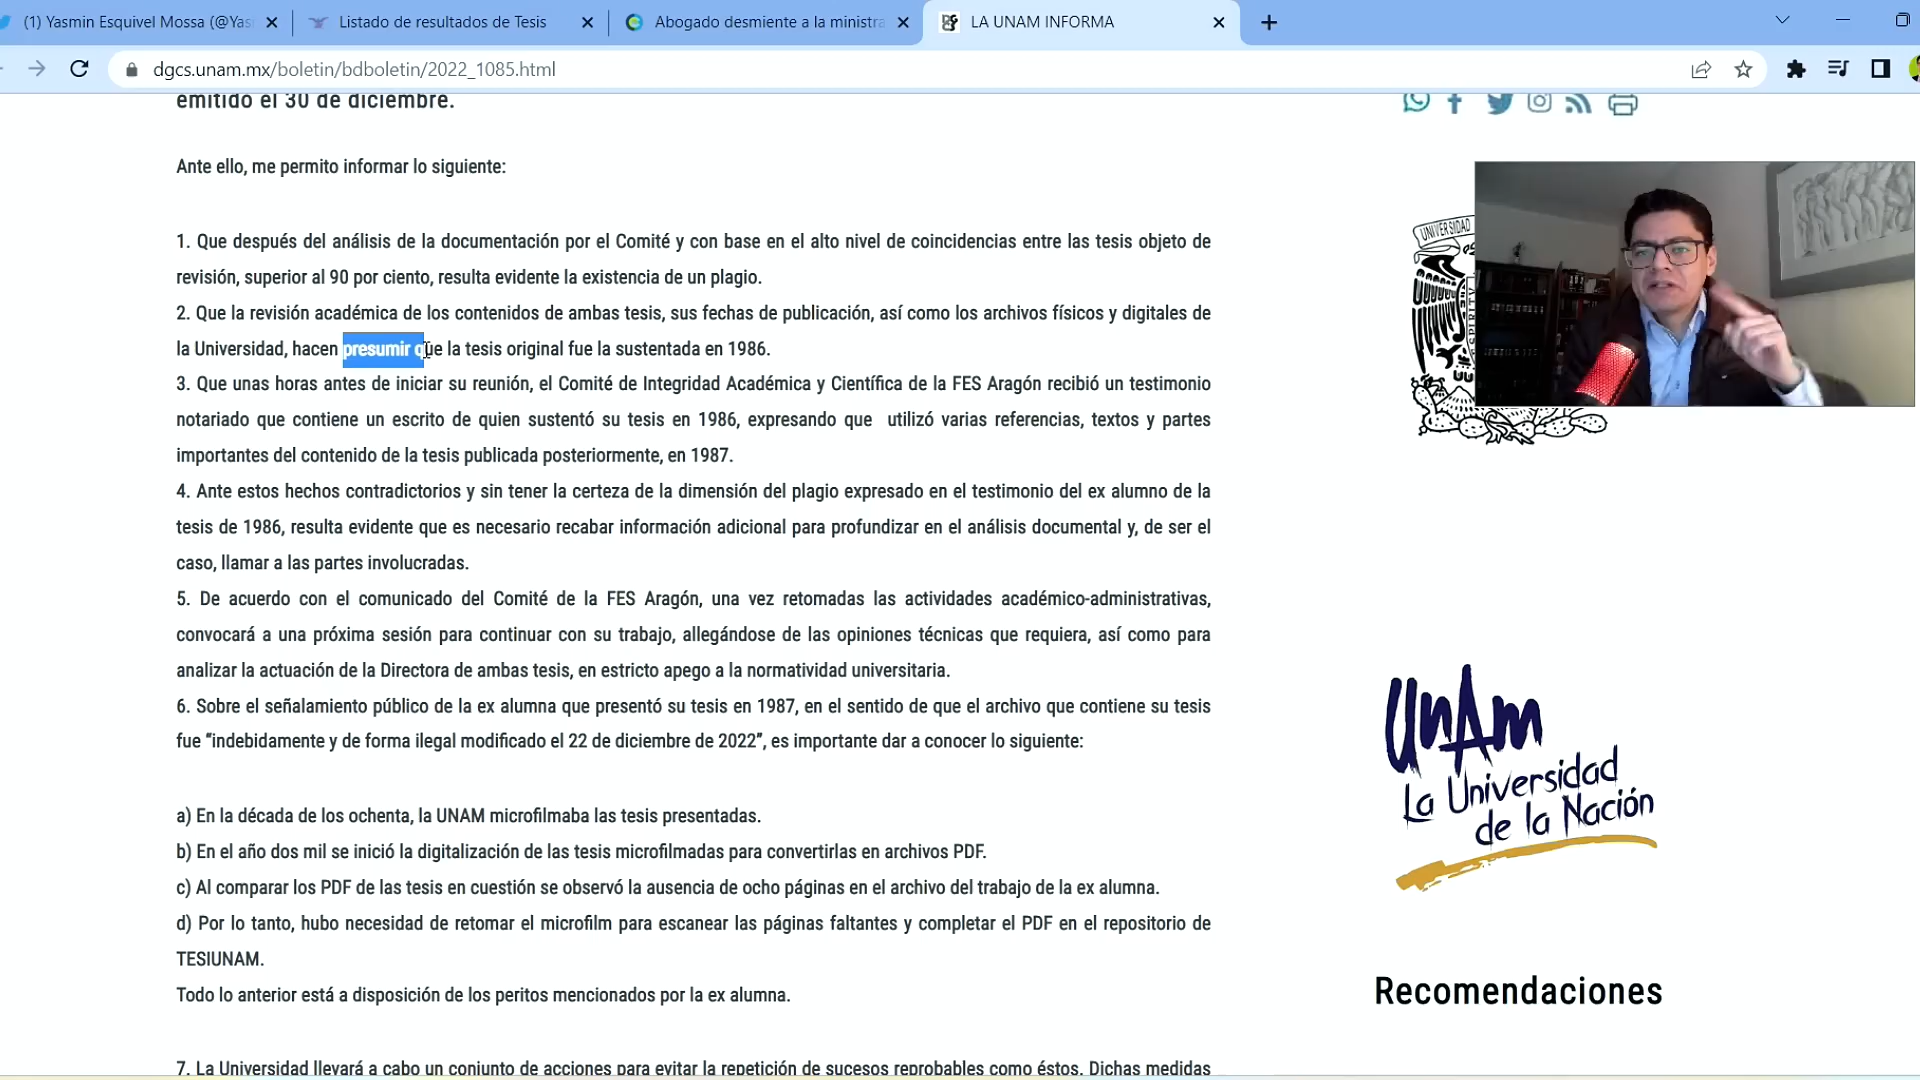 (1) Yasmin Esquivel Mossa (@Yas
Listado de resultados de Tesis
Abogado desmiente a la ministra
LA UNAM INFORMA
dgcs.unam.mx/boletin/bdboletin/2022_1085.html
emitido el 30 de diciembre.
Ante ello, me permito informar lo siguiente:
1. Que después del análisis de la documentación por el Comité y con base en el alto nivel de coincidencias entre las tesis objeto de
revisión, superior al 90 por ciento, resulta evidente la existencia de un plagio.
2. Que la revisión académica de los contenidos de ambas tesis, sus fechas de publicación, así como los archivos físicos y digitales de
la Universidad, hacen presumir que la tesis original fue la sustentada en 1986.
3. Que unas horas antes de iniciar su reunión, el Comité de Integridad Académica y Científica de la FES Aragón recibió un testimonio
notariado que contiene un escrito de quien sustentó su tesis en 1986, expresando que utilizó varias referencias, textos y partes
importantes del contenido de la tesis publicada posteriormente, en 1987.
4. Ante estos hechos contradictorios y sin tener la certeza de la dimensión del plagio expresado en el testimonio del ex alumno de la
tesis de 1986, resulta evidente que es necesario recabar información adicional para profundizar en el análisis documental y, de ser el
caso, llamar a las partes involucradas.
5. De acuerdo con el comunicado del Comité de la FES Aragón, una vez retomadas las actividades académico-administrativas,
convocará a una próxima sesión para continuar con su trabajo, allegándose de las opiniones técnicas que requiera, así como para
analizar la actuación de la Directora de ambas tesis, en estricto apego a la normatividad universitaria.
6. Sobre el señalamiento público de la ex alumna que presentó su tesis en 1987, en el sentido de que el archivo que contiene su tesis
fue “indebidamente y de forma ilegal modificado el 22 de diciembre de 2022”, es importante dar a conocer lo siguiente:
a) En la década de los ochenta, la UNAM microfilmaba las tesis presentadas.
b) En el año dos mil se inició la digitalización de las tesis microfilmadas para convertirlas en archivos PDF.
c) Al comparar los PDF de las tesis en cuestión se observó la ausencia de ocho páginas en el archivo del trabajo de la ex alumna.
d) Por lo tanto, hubo necesidad de retomar el microfilm para escanear las páginas faltantes y completar el PDF en el repositorio de
TESIUNAM.
Todo lo anterior está a disposición de los peritos mencionados por la ex alumna.
7. La Universidad llevará a cabo un conjunto de acciones para evitar la repetición de sucesos reprobables como éstos. Dichas medidas
UNIVERSIDAD
UnAm
La Universidad
de la Nación
Recomendaciones